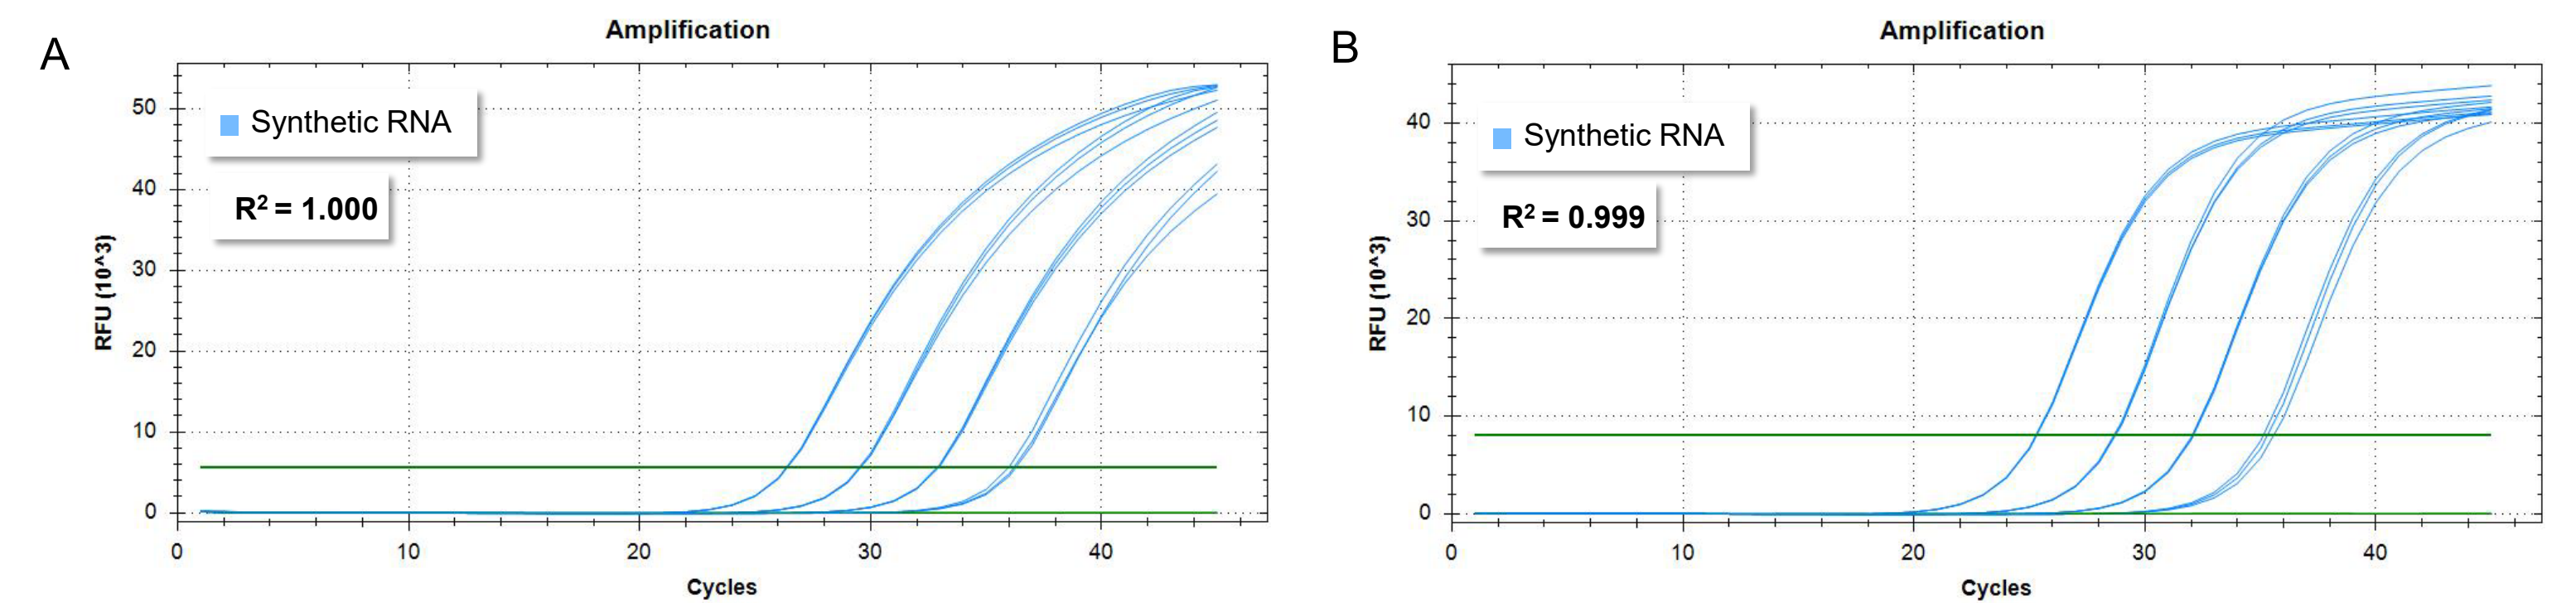 A
Amplification
Synthetic RNA
R² = 1.000
RFU (10^3)
50
40
30
20
10
0
0 10 20 30 40
Cycles
B
Amplification
Synthetic RNA
R² = 0.999
RFU (10^3)
40
30
20
10
0
0 10 20 30 40
Cycles